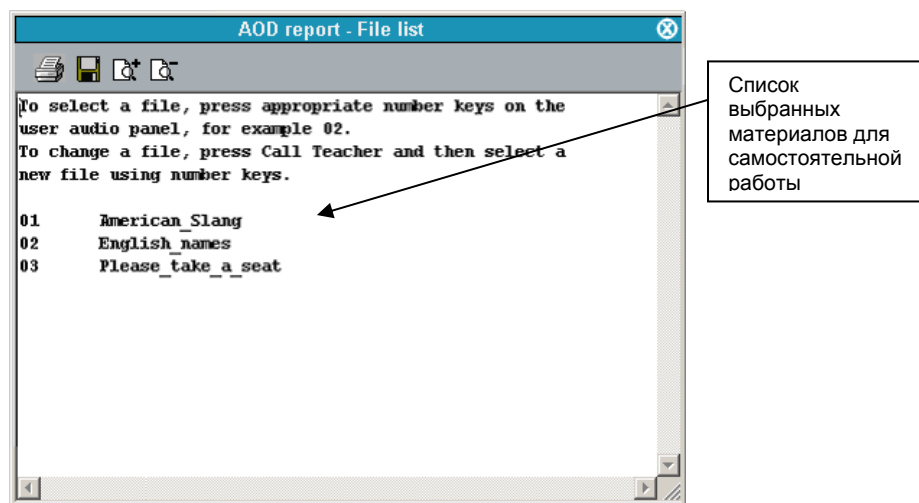 AOD report - File list
To select a file, press appropriate number keys on the
user audio panel, for example 02.
To change a file, press Call Teacher and then select a
new file using number keys.
01 American_Slang
02 English_names
03 Please_take_a_seat
Список
выбранных
материалов для
самостоятельной
работы